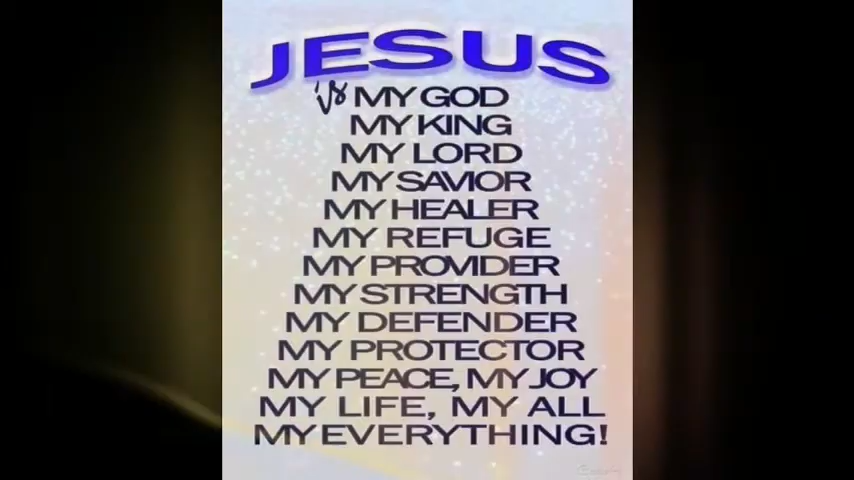 JESUS
is MY GOD
MY KING
MY LORD
MY SAVIOR
MY HEALER
MY REFUGE
MY PROVIDER
MY STRENGTH
MY DEFENDER
MY PROTECTOR
MY PEACE, MY JOY
MY LIFE, MY ALL
MY EVERYTHING!